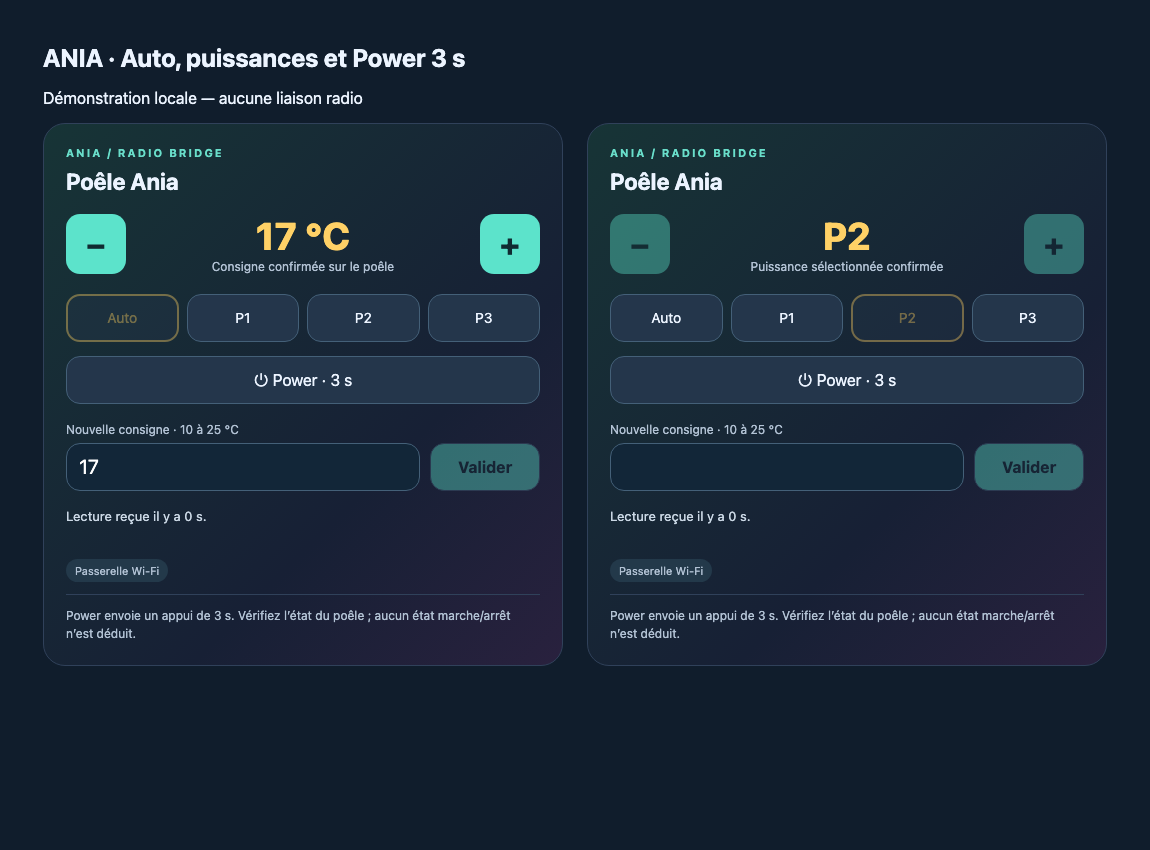 ANIA · Auto, puissances et Power 3 s
Démonstration locale — aucune liaison radio
ANIA / RADIO BRIDGE
Poêle Ania
−
17 °C
Consigne confirmée sur le poêle
+
Auto
P1
P2
P3
⏻ Power · 3 s
Nouvelle consigne · 10 à 25 °C
17
Valider
Lecture reçue il y a 0 s.
Passerelle Wi-Fi
Power envoie un appui de 3 s. Vérifiez l’état du poêle ; aucun état marche/arrêt
n’est déduit.
ANIA / RADIO BRIDGE
Poêle Ania
−
P2
Puissance sélectionnée confirmée
+
Auto
P1
P2
P3
⏻ Power · 3 s
Nouvelle consigne · 10 à 25 °C
Valider
Lecture reçue il y a 0 s.
Passerelle Wi-Fi
Power envoie un appui de 3 s. Vérifiez l’état du poêle ; aucun état marche/arrêt
n’est déduit.